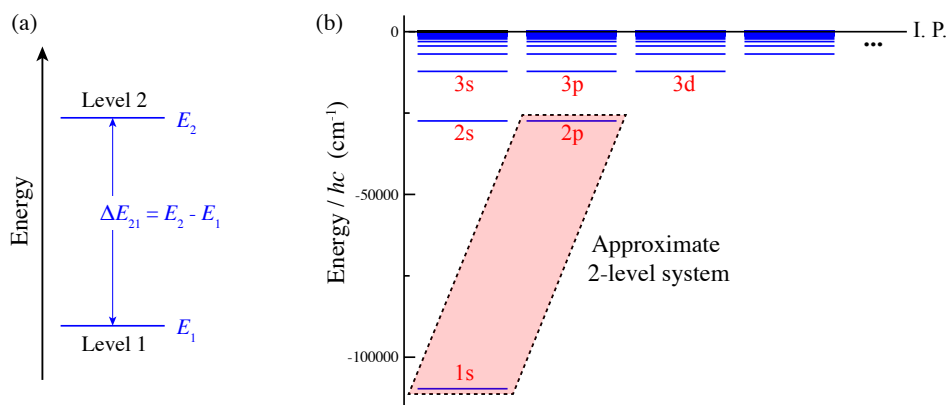 (a)
Energy
Level 2
E₂
ΔE₂₁ = E₂ - E₁
E₁
Level 1
(b)
Energy / hc (cm⁻¹)
0
-50000
-100000
I. P.
...
3s 3p 3d
2s 2p
Approximate
2-level system
1s